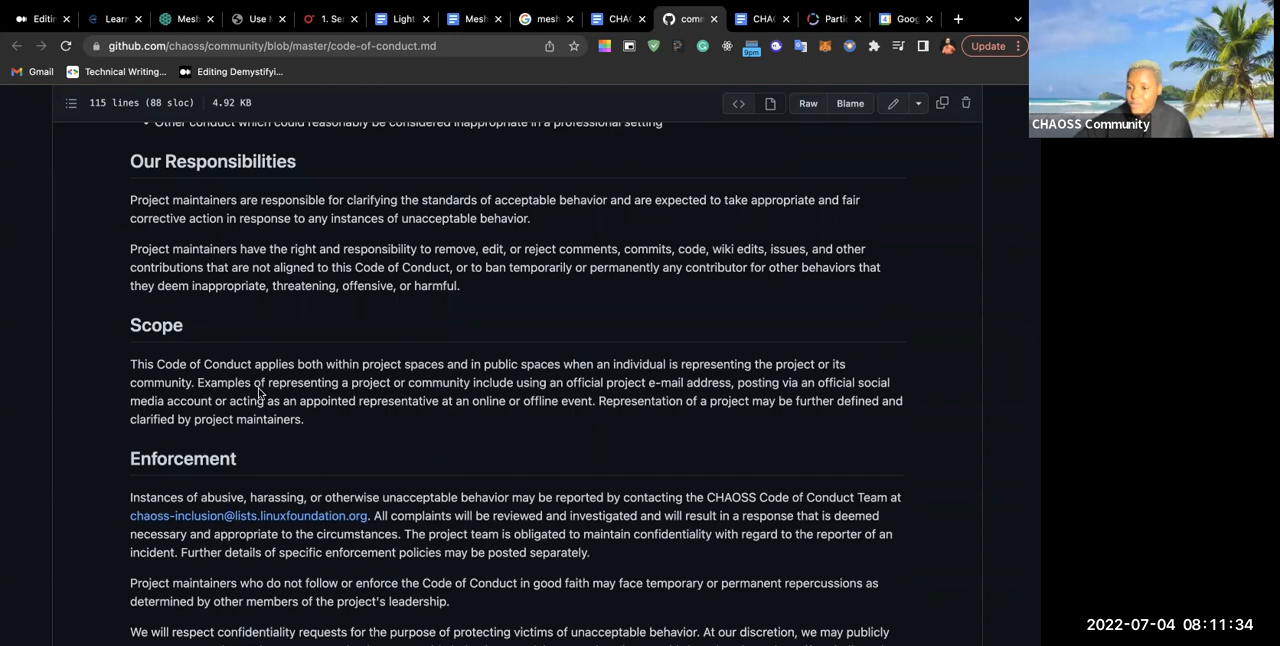 Editin
Learn
Mesh
Use
1. Se
Light
Mesh
mesh
CHAC
comm
CHA
Partic
Goog
github.com/chaoss/community/blob/master/code-of-conduct.md
9pm
Update
Gmail
Technical Writing...
Editing Demystifyi...
115 lines (88 sloc)
4.92 KB
Raw
Blame
Other conduct which could reasonably be considered inappropriate in a professional setting
Our Responsibilities
Project maintainers are responsible for clarifying the standards of acceptable behavior and are expected to take appropriate and fair
corrective action in response to any instances of unacceptable behavior.
Project maintainers have the right and responsibility to remove, edit, or reject comments, commits, code, wiki edits, issues, and other
contributions that are not aligned to this Code of Conduct, or to ban temporarily or permanently any contributor for other behaviors that
they deem inappropriate, threatening, offensive, or harmful.
Scope
This Code of Conduct applies both within project spaces and in public spaces when an individual is representing the project or its
community. Examples of representing a project or community include using an official project e-mail address, posting via an official social
media account or acting as an appointed representative at an online or offline event. Representation of a project may be further defined and
clarified by project maintainers.
Enforcement
Instances of abusive, harassing, or otherwise unacceptable behavior may be reported by contacting the CHAOSS Code of Conduct Team at
chaoss-inclusion@lists.linuxfoundation.org. All complaints will be reviewed and investigated and will result in a response that is deemed
necessary and appropriate to the circumstances. The project team is obligated to maintain confidentiality with regard to the reporter of an
incident. Further details of specific enforcement policies may be posted separately.
Project maintainers who do not follow or enforce the Code of Conduct in good faith may face temporary or permanent repercussions as
determined by other members of the project's leadership.
We will respect confidentiality requests for the purpose of protecting victims of unacceptable behavior. At our discretion, we may publicly
CHAOSS Community
2022-07-04 08:11:34